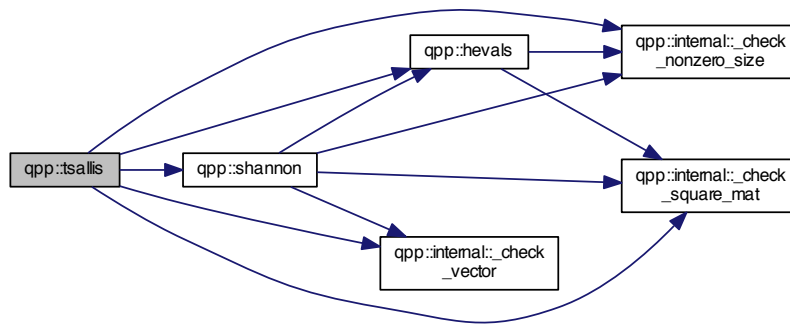 qpp::hevals
qpp::internal::_check
_nonzero_size
qpp::tsallis
qpp::shannon
qpp::internal::_check
_square_mat
qpp::internal::_check
_vector